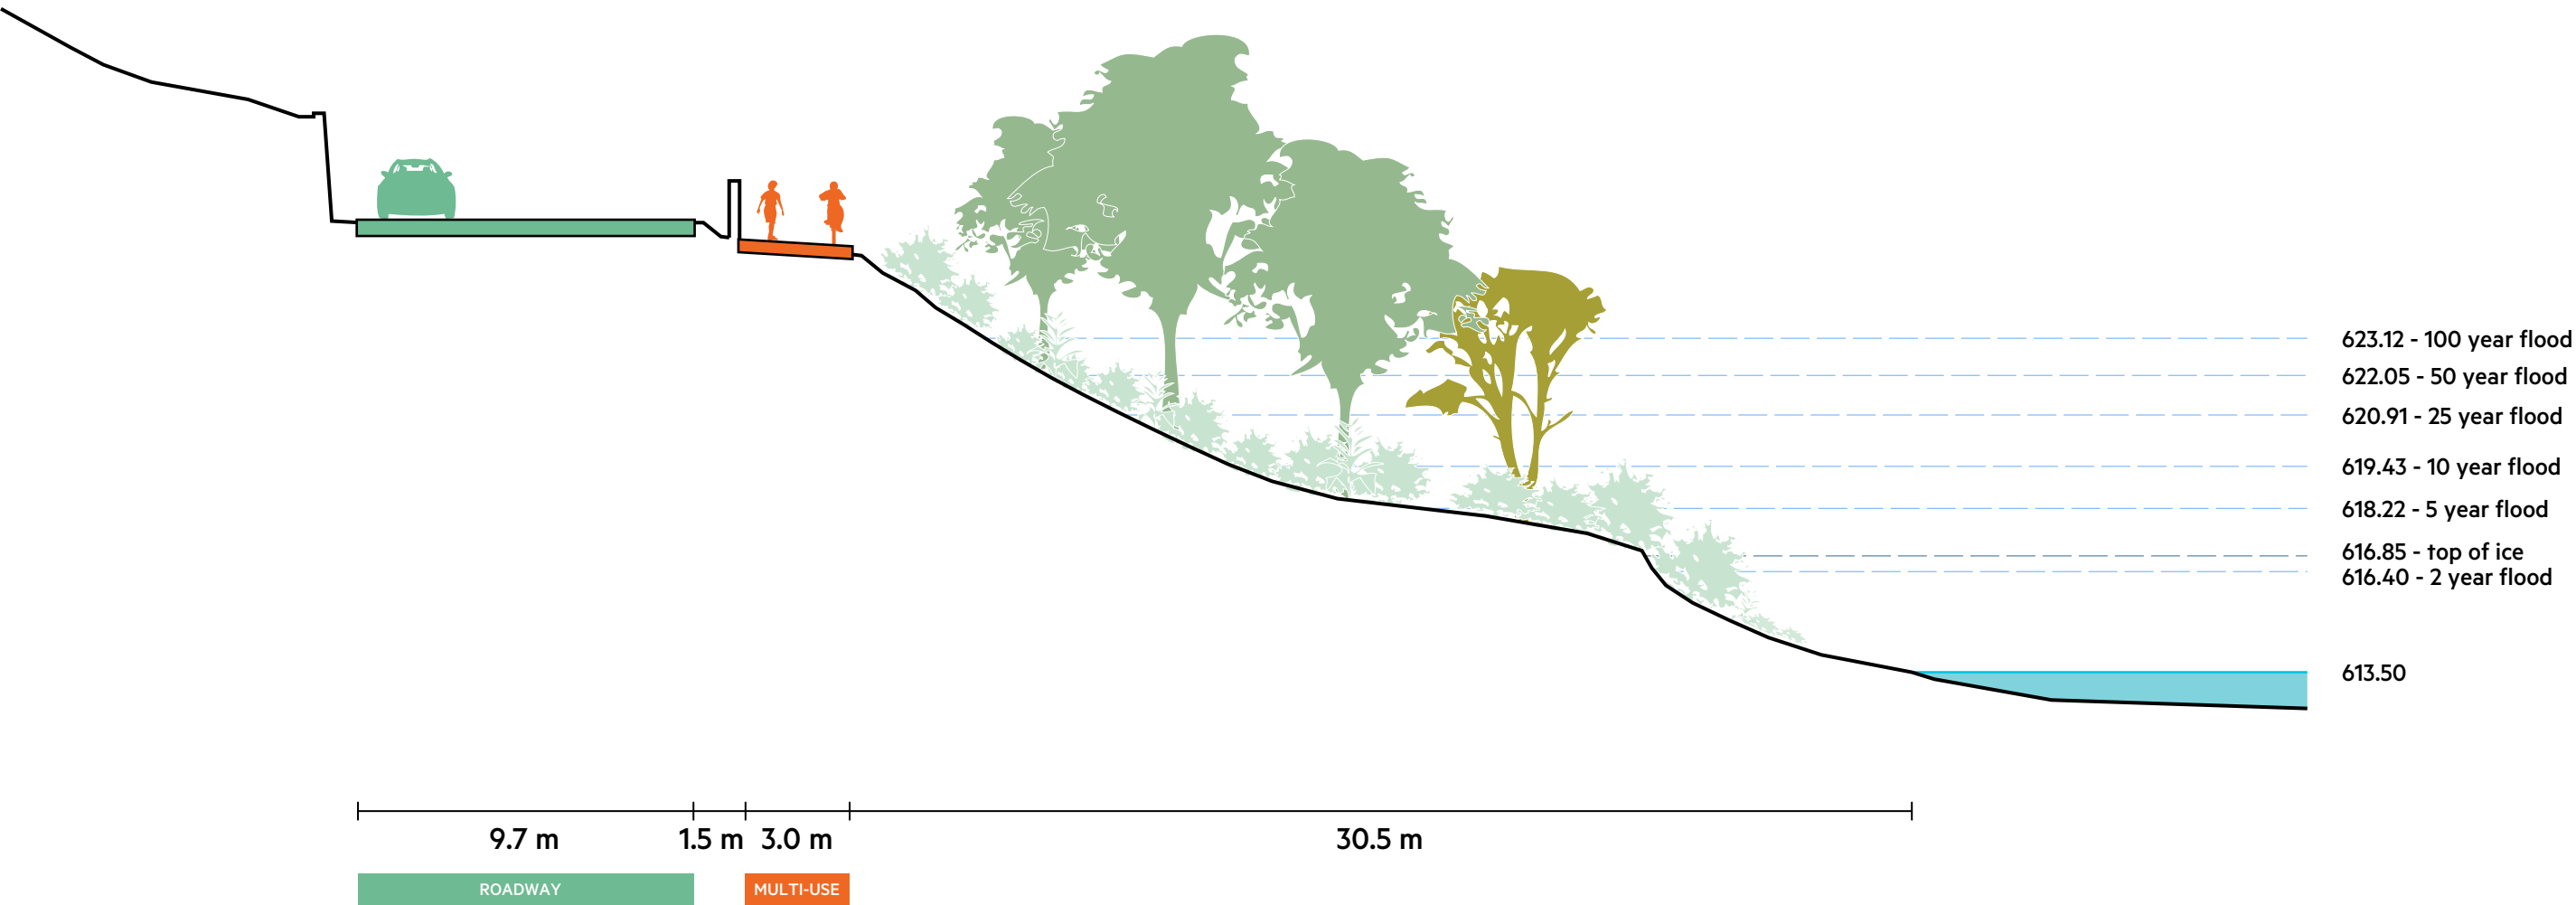 623.12 - 100 year flood
622.05 - 50 year flood
620.91 - 25 year flood
619.43 - 10 year flood
618.22 - 5 year flood
616.85 - top of ice
616.40 - 2 year flood
613.50
9.7 m 1.5 m 3.0 m 30.5 m
ROADWAY MULTI-USE